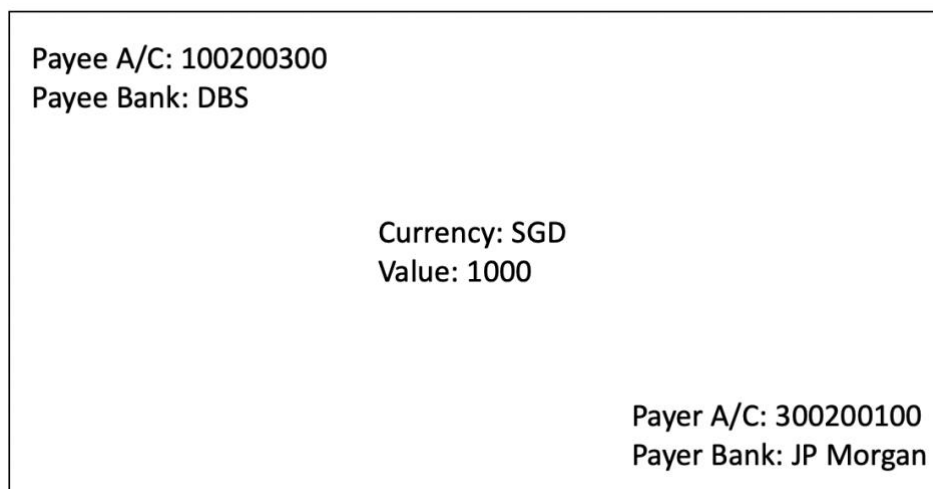 Payee A/C: 100200300
Payee Bank: DBS
Currency: SGD
Value: 1000
Payer A/C: 300200100
Payer Bank: JP Morgan